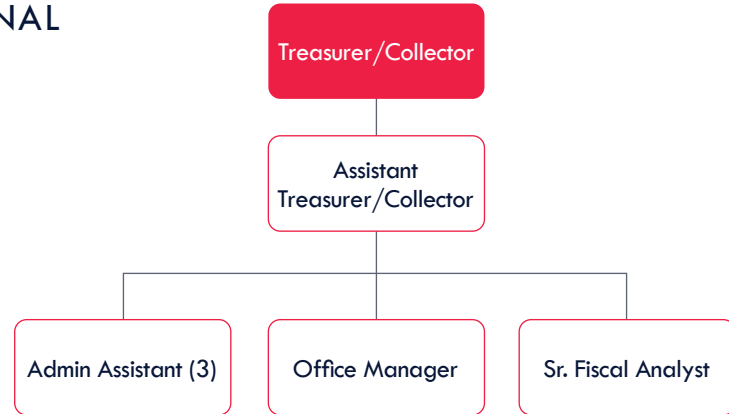 NAL
Treasurer/Collector
Assistant
Treasurer/Collector
Admin Assistant (3)
Office Manager
Sr. Fiscal Analyst